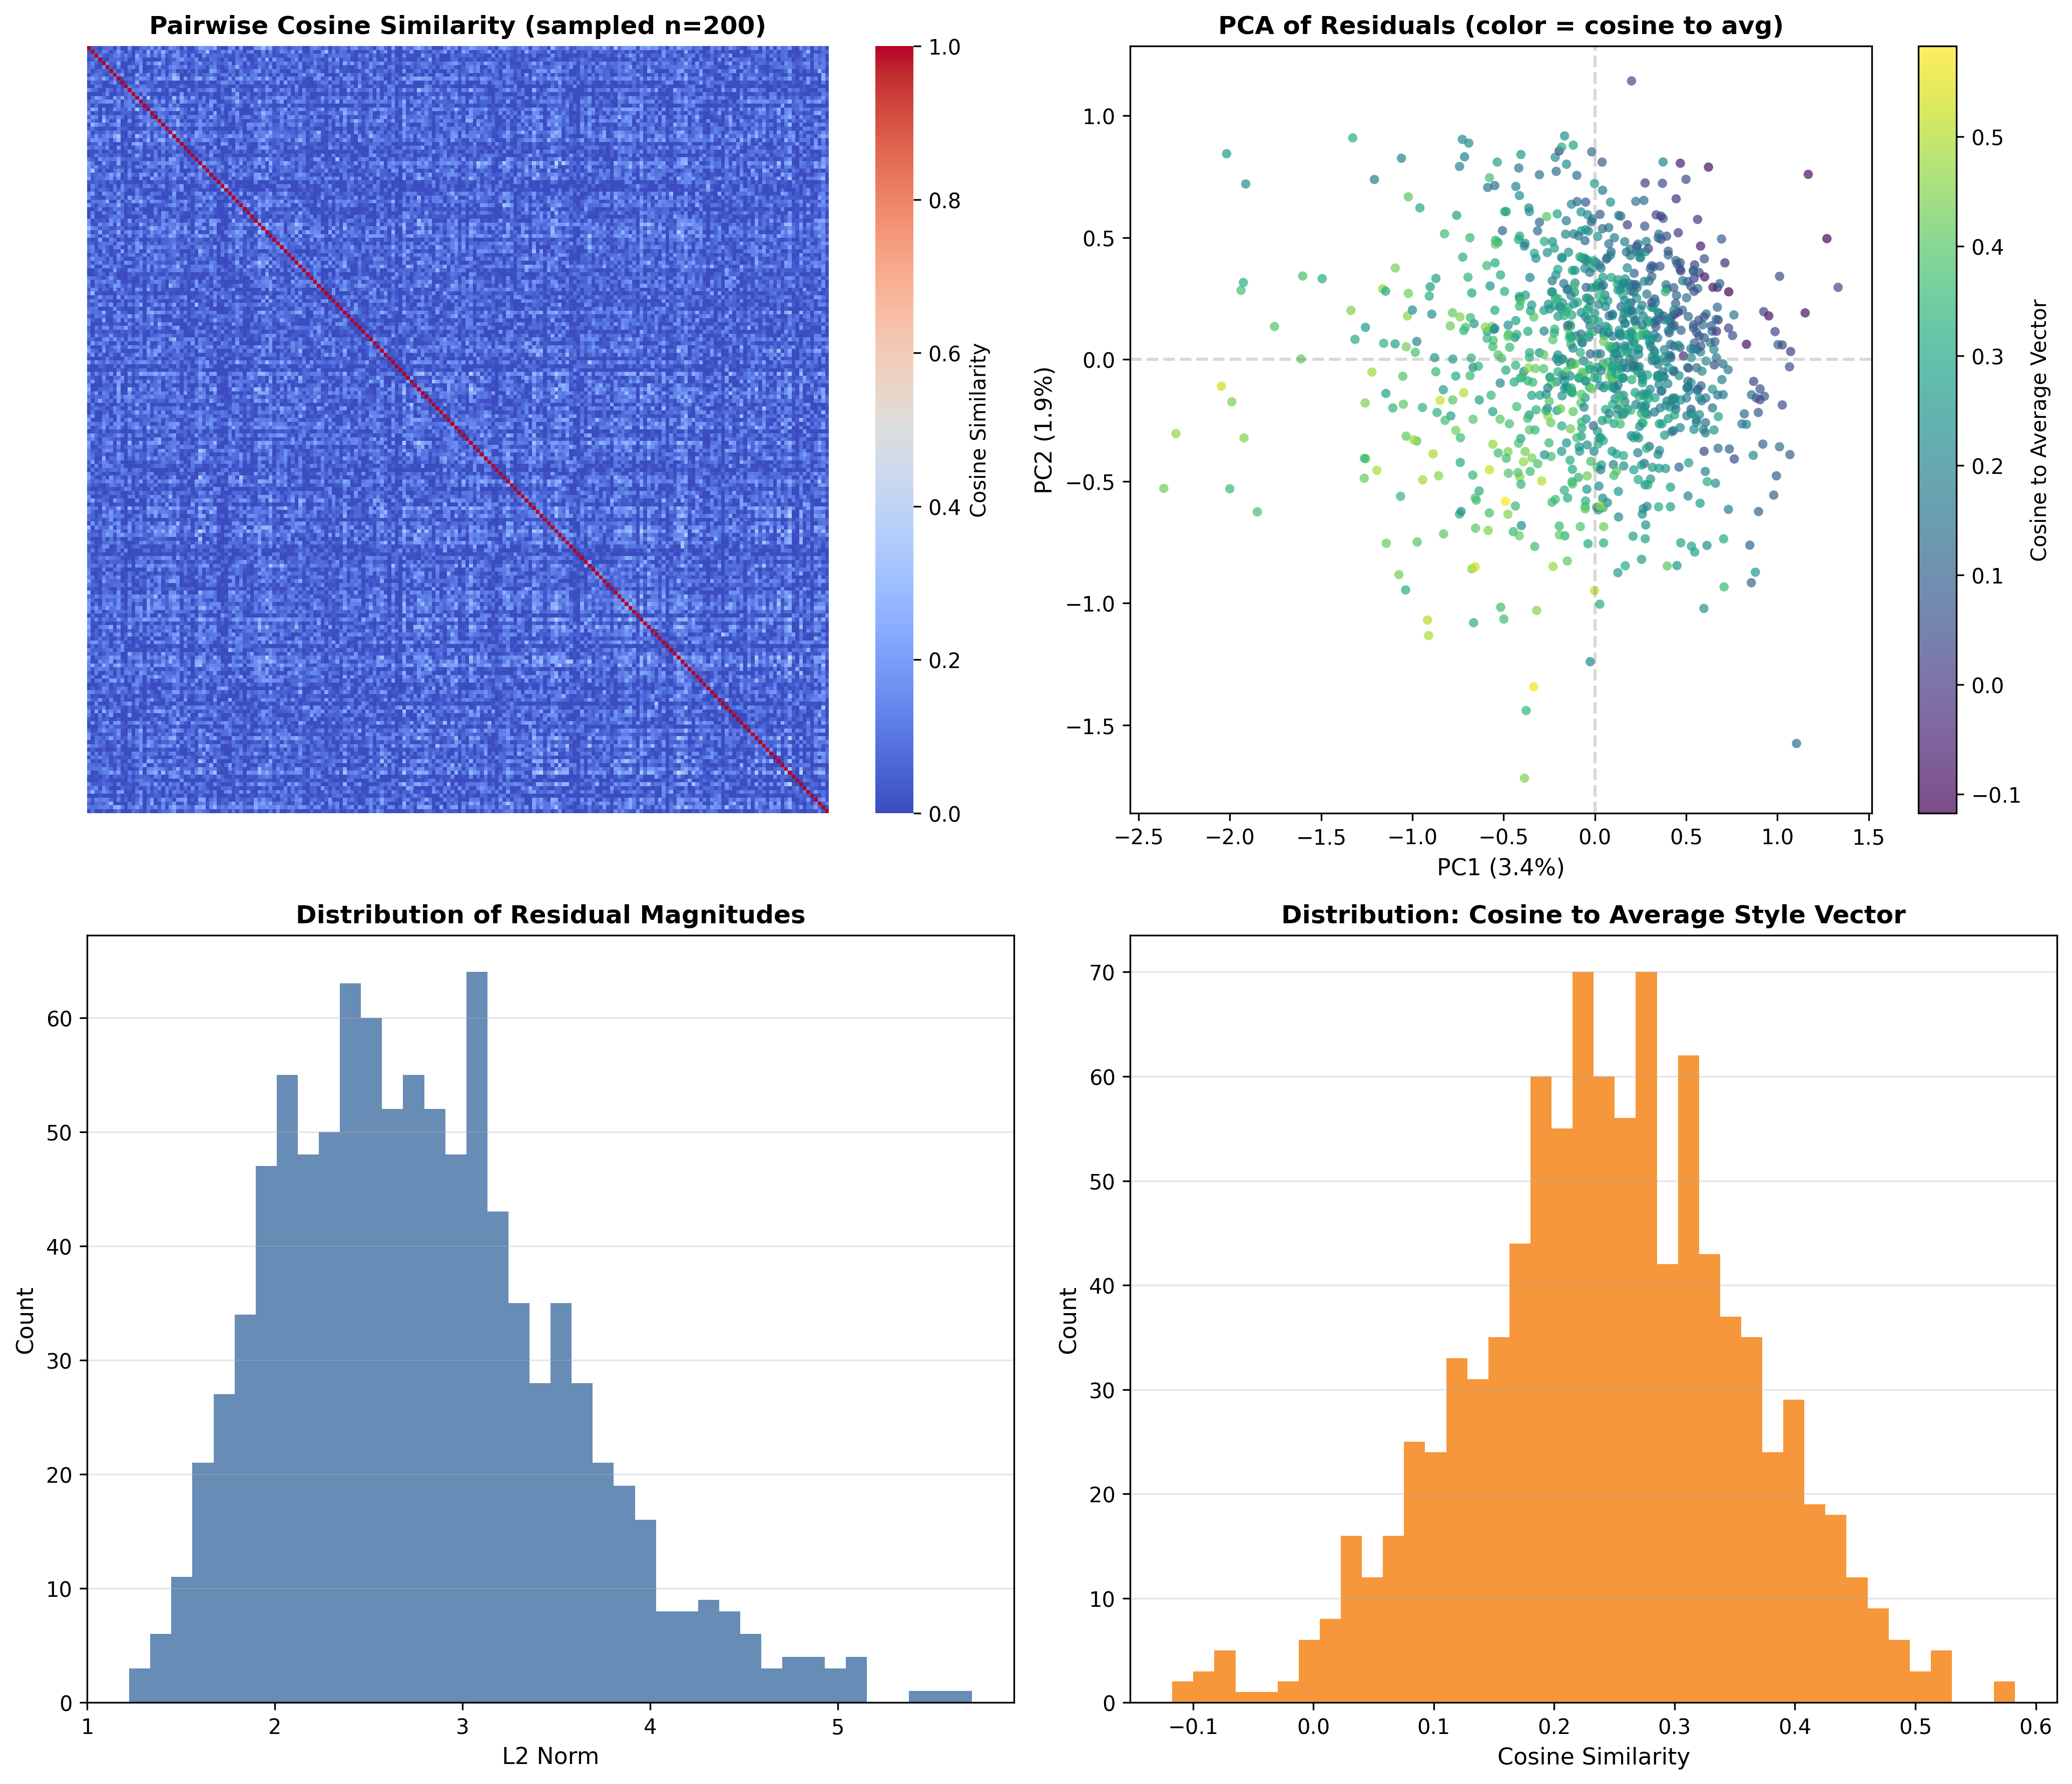 Pairwise Cosine Similarity (sampled n=200)
1.0
0.8
0.6
0.4
0.2
0.0
Cosine Similarity
PCA of Residuals (color = cosine to avg)
1.0
0.5
0.0
−0.5
−1.0
−1.5
PC2 (1.9%)
−2.5 −2.0 −1.5 −1.0 −0.5 0.0 0.5 1.0 1.5
PC1 (3.4%)
0.5
0.4
0.3
0.2
0.1
0.0
−0.1
Cosine to Average Vector
Distribution of Residual Magnitudes
60
50
40
30
20
10
0
Count
1 2 3 4 5
L2 Norm
Distribution: Cosine to Average Style Vector
70
60
50
40
30
20
10
0
Count
−0.1 0.0 0.1 0.2 0.3 0.4 0.5 0.6
Cosine Similarity